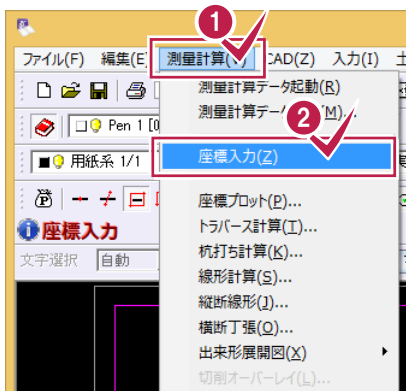 1
ファイル(F) 編集(E) 測量計算(V) CAD(Z) 入力(I)
測量計算データ起動(R)
測量計算データ
2
Pen 1
座標入力(Z)
用紙系 1/1
座標プロット(P)...
トラバース計算(T)...
座標入力
杭打ち計算(K)...
文字選択 自動
線形計算(S)...
縦断線形(J)...
横断丁張(O)...
出来形展開図(X)
切削オーバーレイ(L)...